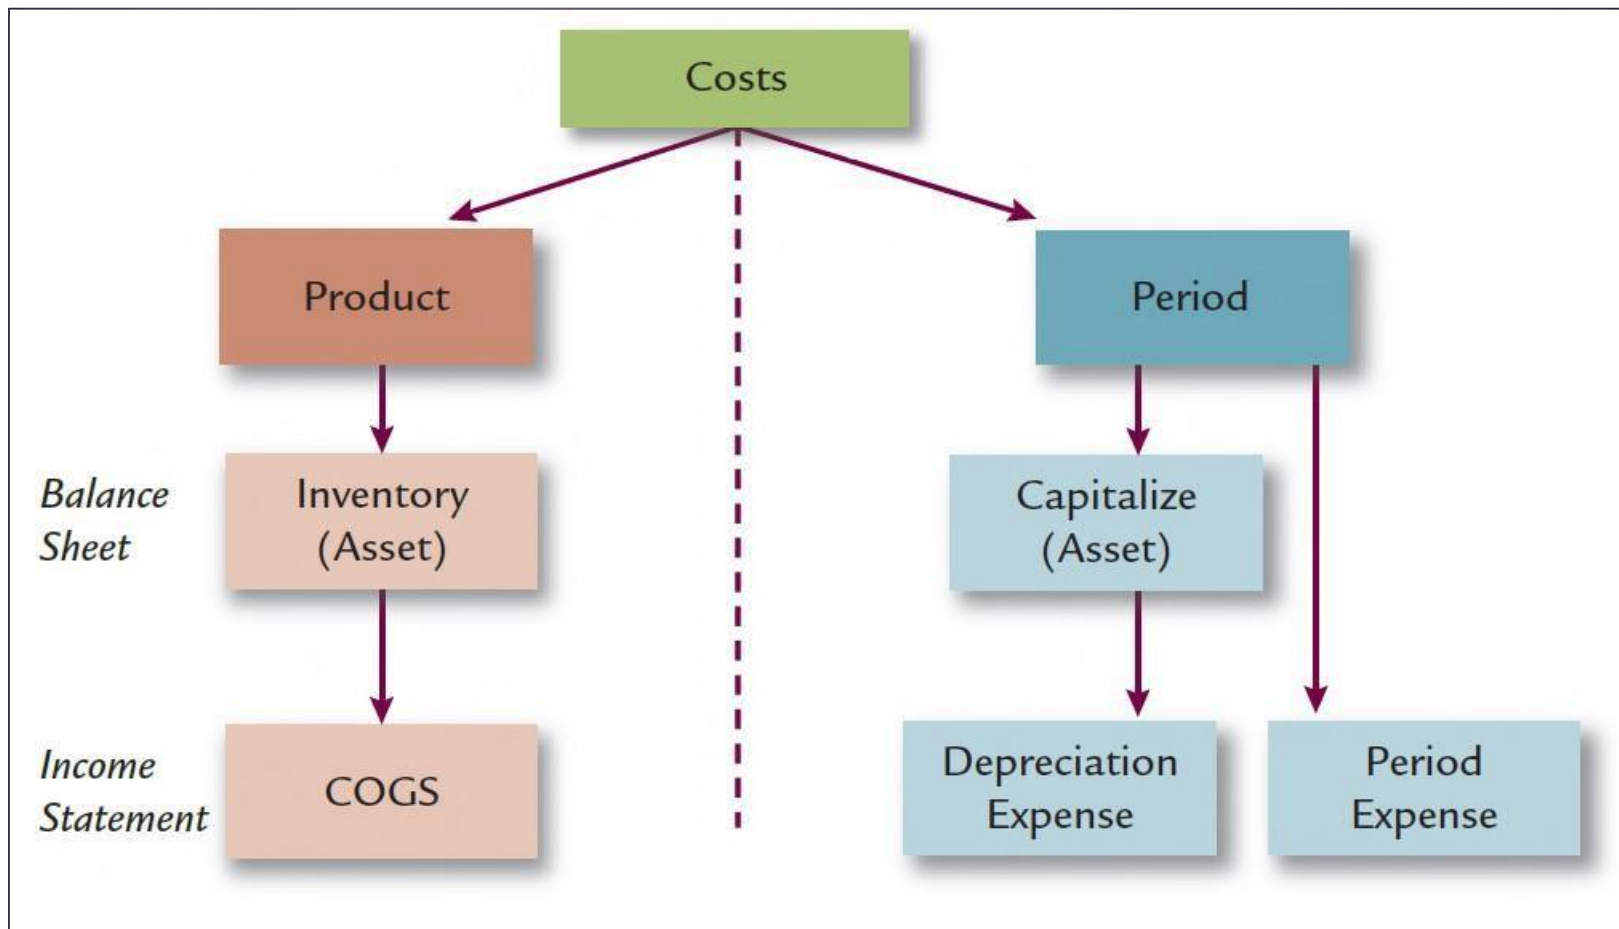 Costs
Product
Period
Balance
Sheet
Inventory
(Asset)
Capitalize
(Asset)
Income
Statement
COGS
Depreciation
Expense
Period
Expense